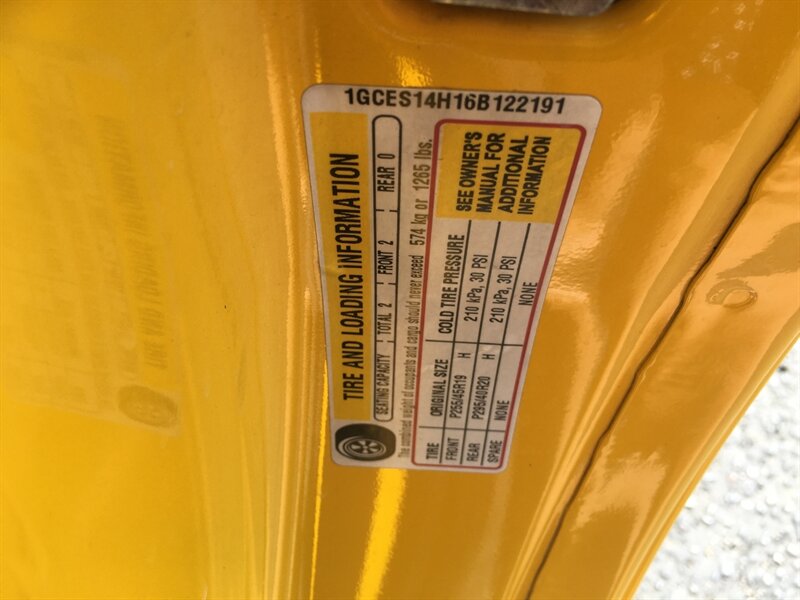 1GCES14H16B122191
TIRE AND LOADING INFORMATION
SEATING CAPACITY TOTAL 2 FRONT 2 REAR 0
The combined weight of occupants and cargo should never exceed 574 kg or 1265 lbs.
TIRE ORIGINAL SIZE COLD TIRE PRESSURE
FRONT P255/45R19 H 210 kPa, 30 PSI
REAR P295/40R20 H 210 kPa, 30 PSI
SPARE NONE NONE
SEE OWNER'S
MANUAL FOR
ADDITIONAL
INFORMATION